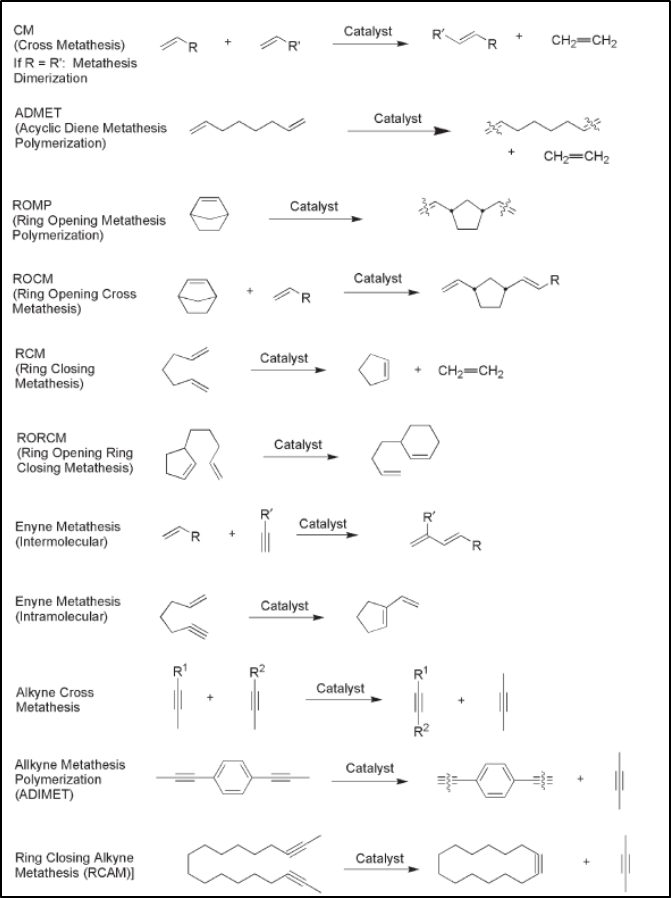 CM
(Cross Metathesis)
If R = R': Metathesis
Dimerization
R
+
R'
Catalyst
R'
R
+
CH2=CH2
ADMET
(Acyclic Diene Metathesis
Polymerization)
Catalyst
+
CH2=CH2
ROMP
(Ring Opening Metathesis
Polymerization)
Catalyst
ROCM
(Ring Opening Cross
Metathesis)
+
R
Catalyst
R
RCM
(Ring Closing
Metathesis)
Catalyst
+
CH2=CH2
RORCM
(Ring Opening Ring
Closing Metathesis)
Catalyst
Enyne Metathesis
(Intermolecular)
R
+
R'
Catalyst
R'
R
Enyne Metathesis
(Intramolecular)
Catalyst
Alkyne Cross
Metathesis
R1
+
R2
Catalyst
R1
R2
+
Allkyne Methathesis
Polymerization
(ADIMET)
Catalyst
+
Ring Closing Alkyne
Metathesis (RCAM)]
Catalyst
+